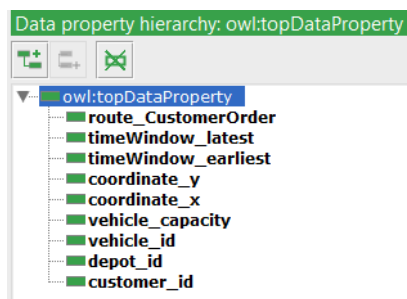 Data property hierarchy: owl:topDataProperty
owl:topDataProperty
route_CustomerOrder
timeWindow_latest
timeWindow_earliest
coordinate_y
coordinate_x
vehicle_capacity
vehicle_id
depot_id
customer_id